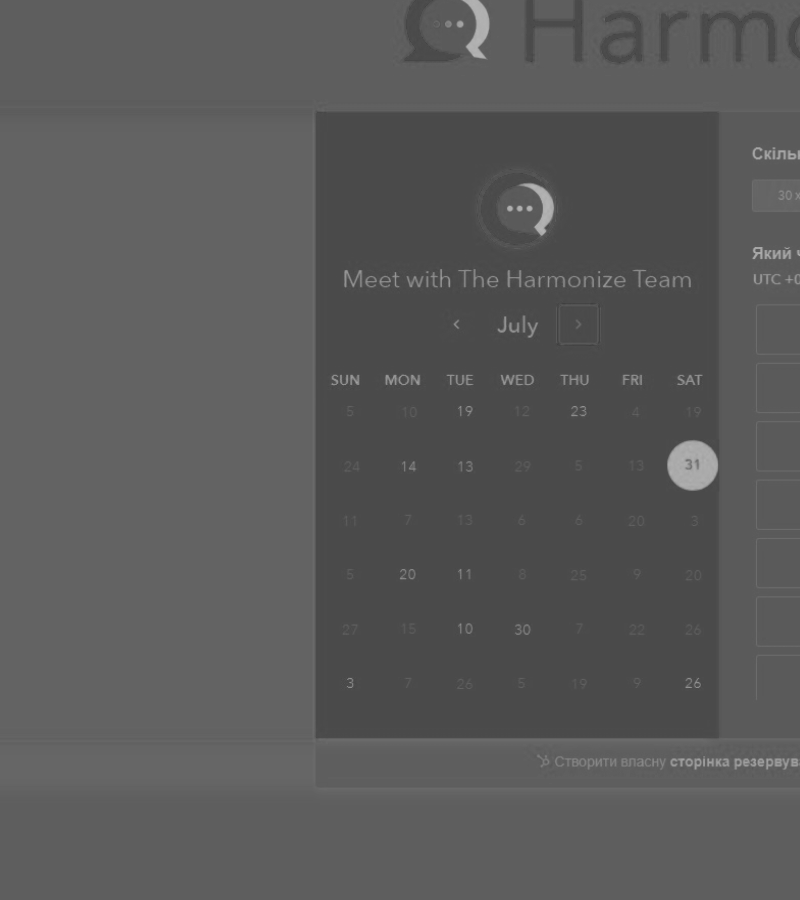 Harmo
Meet with The Harmonize Team
July
SUN MON TUE WED THU FRI SAT
5 10 19 12 23 4 19
24 14 13 29 5 13 31
11 7 13 6 6 20 3
5 20 11 8 25 9 20
27 15 10 30 7 22 26
3 7 26 5 19 9 26
Скіль
30 х
Який ч
UTC +0
Створити власну сторінка резервув